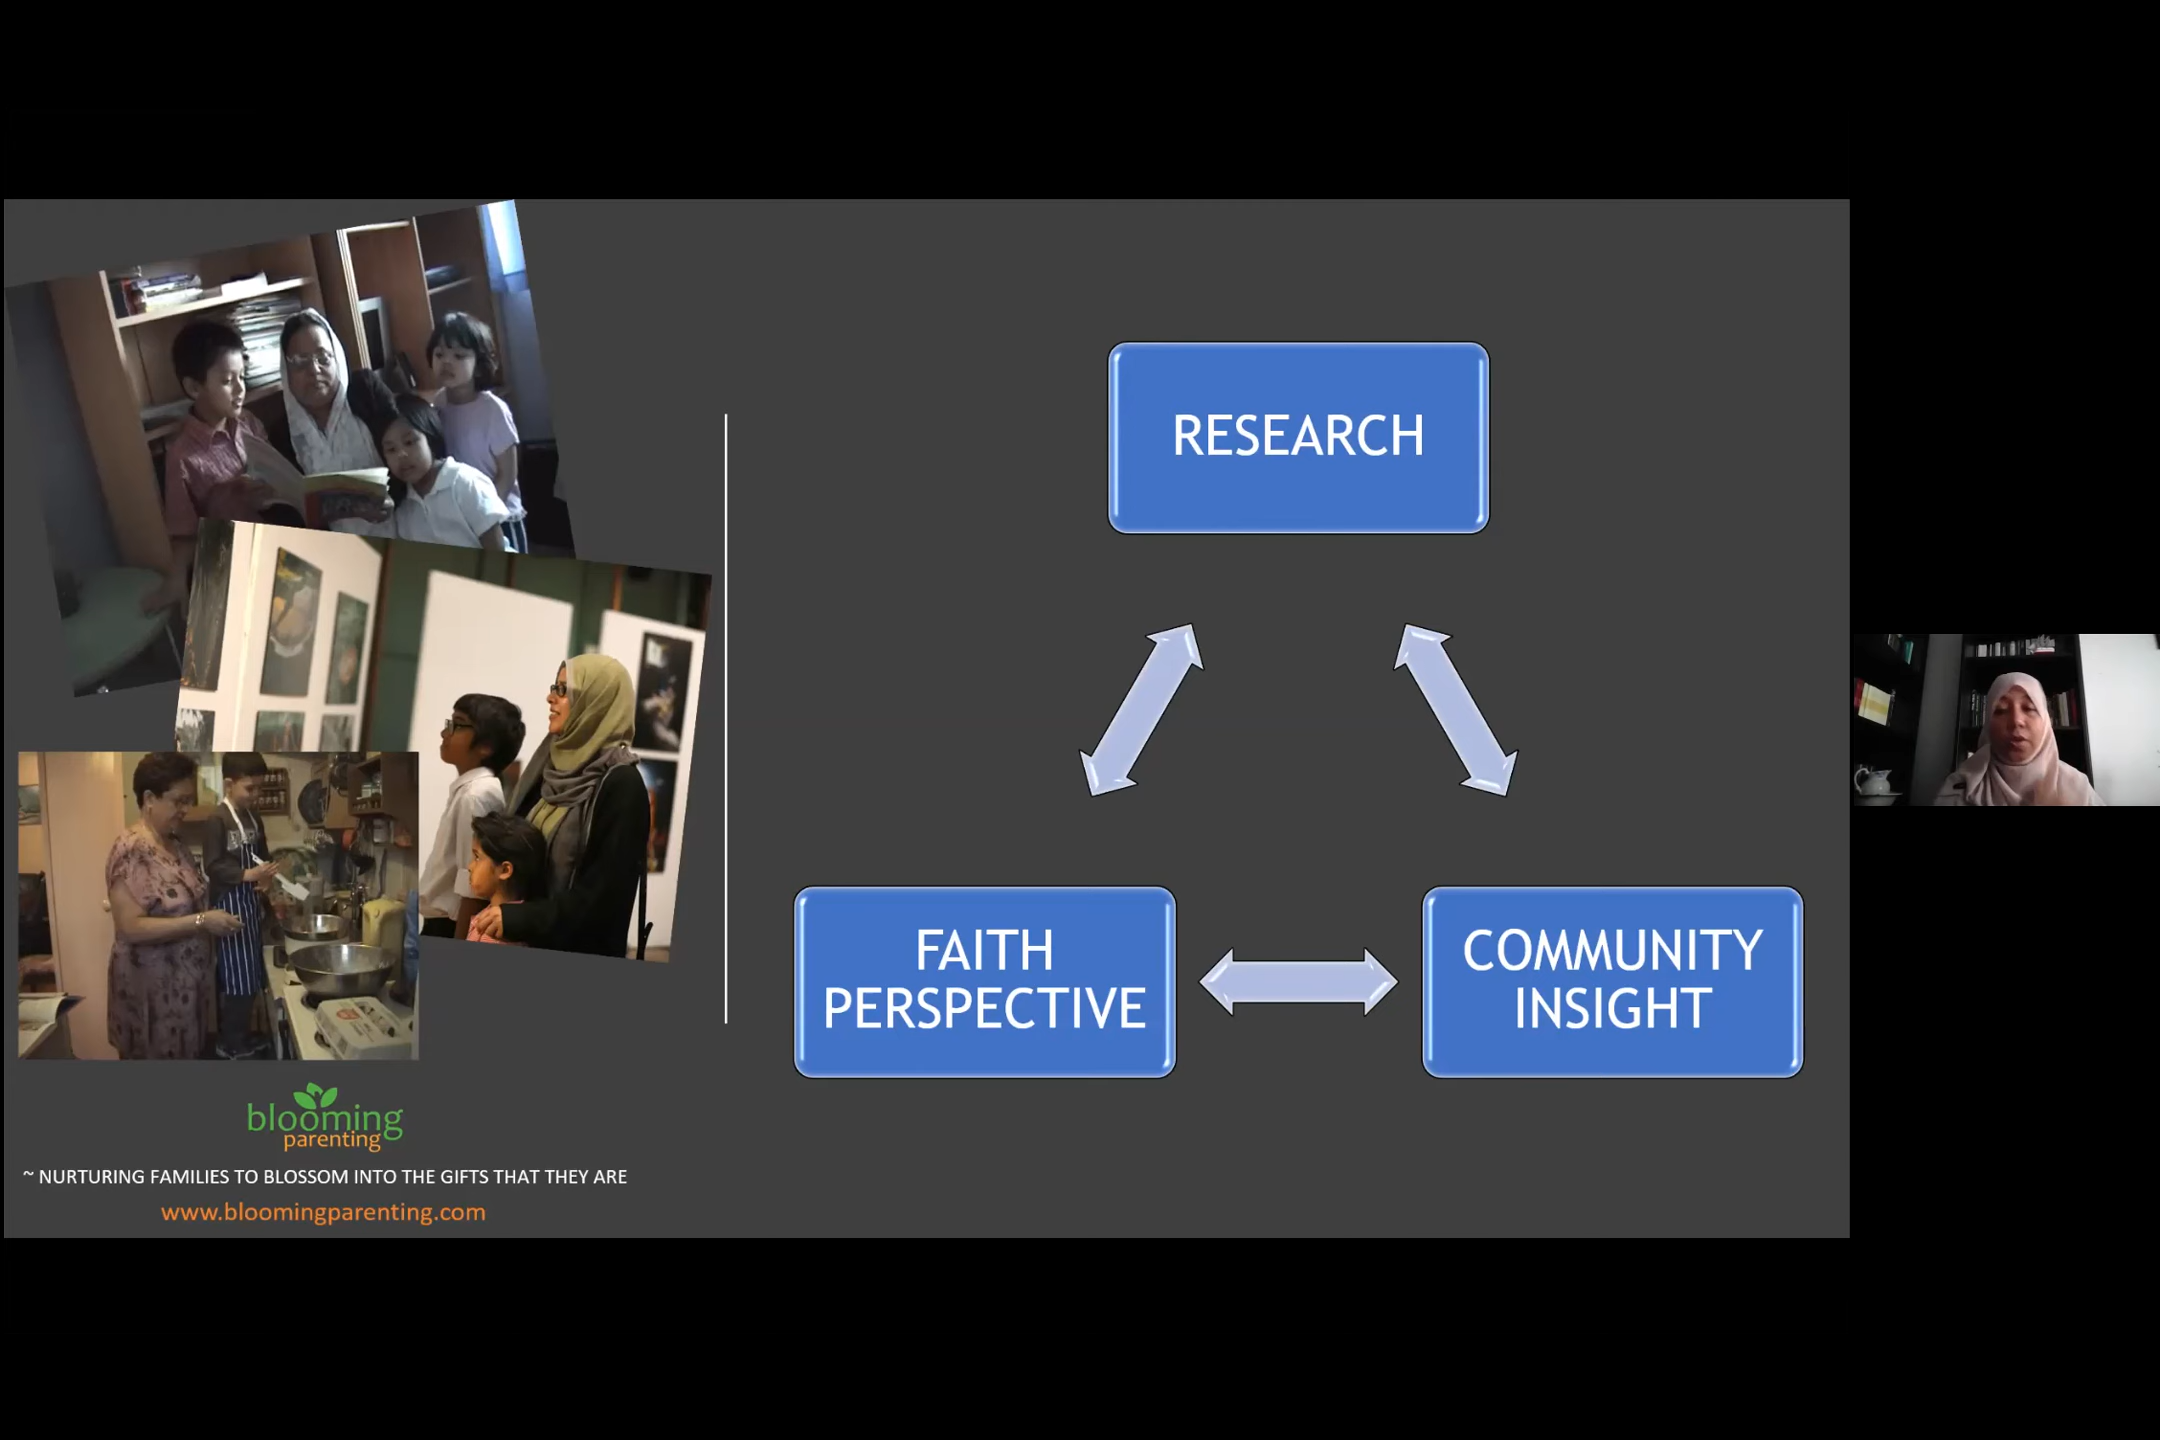 RESEARCH
FAITH
PERSPECTIVE
COMMUNITY
INSIGHT
blooming
parenting
~ NURTURING FAMILIES TO BLOSSOM INTO THE GIFTS THAT THEY ARE
www.bloomingparenting.com